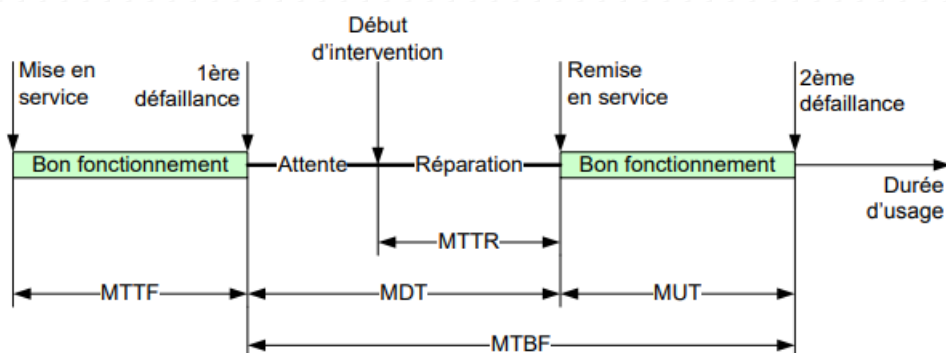 Début
d'intervention
Mise en
service
1ère
défaillance
Remise
en service
2ème
défaillance
Bon fonctionnement
Attente
Réparation
Bon fonctionnement
Durée
d'usage
MTTR
MTTF
MDT
MUT
MTBF